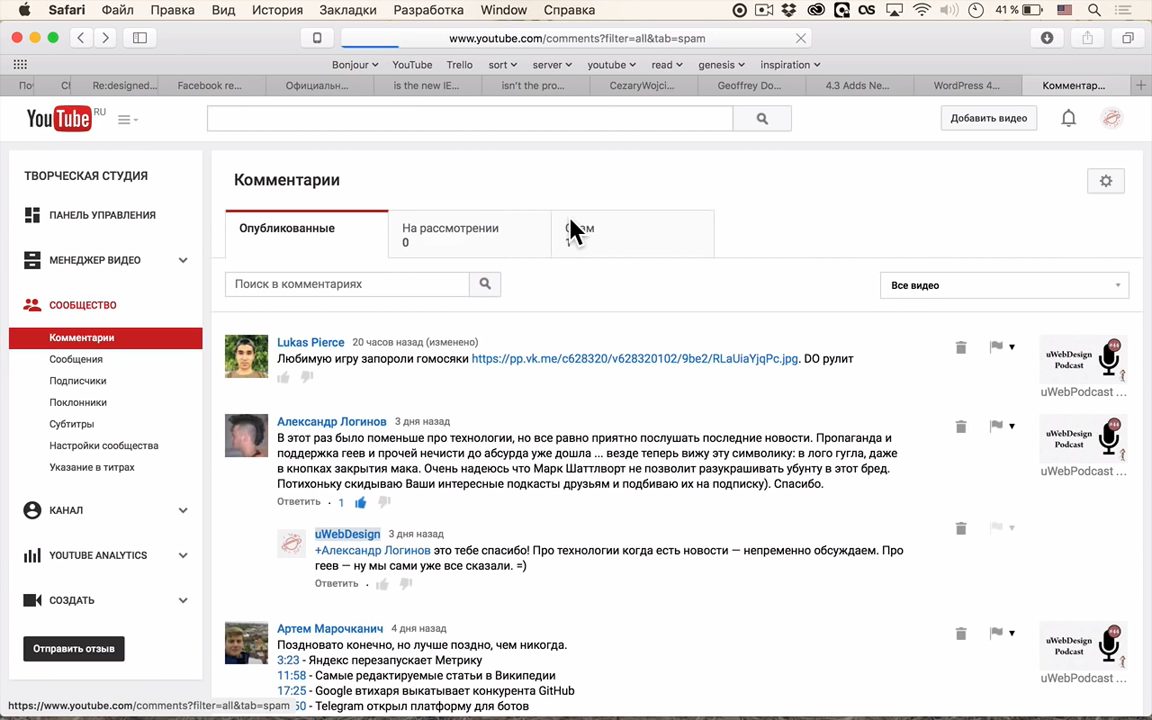 Safari Файл Правка Вид История Закладки Разработка Window Справка 41 %
www.youtube.com/comments?filter=all&tab=spam
Bonjour YouTube Trello sort server youtube read genesis inspiration
Re:designed... Facebook re... Официальн... is the new IE... isn't the pro... CezaryWojci... Geoffrey Do... 4.3 Adds Ne... WordPress 4... Комментар...
YouTube RU
Добавить видео
ТВОРЧЕСКАЯ СТУДИЯ
ПАНЕЛЬ УПРАВЛЕНИЯ
МЕНЕДЖЕР ВИДЕО
СООБЩЕСТВО
Комментарии
Сообщения
Подписчики
Поклонники
Субтитры
Настройки сообщества
Указание в титрах
КАНАЛ
YOUTUBE ANALYTICS
СОЗДАТЬ
Отправить отзыв
Комментарии
Опубликованные
На рассмотрении
0
Поиск в комментариях
Все видео
Lukas Pierce 20 часов назад (изменено)
Любимую игру запороли гомосяки https://pp.vk.me/c628320/v628320102/9be2/RLaUiaYjqPc.jpg. DO рулит
uWebDesign
Podcast
#44
uWebPodcast ...
Александр Логинов 3 дня назад
В этот раз было поменьше про технологии, но все равно приятно послушать последние новости. Пропаганда и
поддержка геев и прочей нечисти до абсурда уже дошла ... везде теперь вижу эту символику: в лого гугла, даже
в кнопках закрытия мака. Очень надеюсь что Марк Шаттлворт не позволит разукрашивать убунту в этот бред.
Потихоньку скидываю Ваши интересные подкасты друзьям и подбиваю их на подписку). Спасибо.
Ответить · 1
uWebDesign
Podcast
#44
uWebPodcast ...
uWebDesign 3 дня назад
+Александр Логинов это тебе спасибо! Про технологии когда есть новости — непременно обсуждаем. Про
геев — ну мы сами уже все сказали. =)
Ответить ·
Артем Марочканич 4 дня назад
Поздновато конечно, но лучше поздно, чем никогда.
3:23 - Яндекс перезапускает Метрику
11:58 - Самые редактируемые статьи в Википедии
17:25 - Google втихаря выкатывает конкурента GitHub
50 - Telegram открыл платформу для ботов
uWebDesign
Podcast
#44
uWebPodcast ...
https://www.youtube.com/comments?filter=all&tab=spam